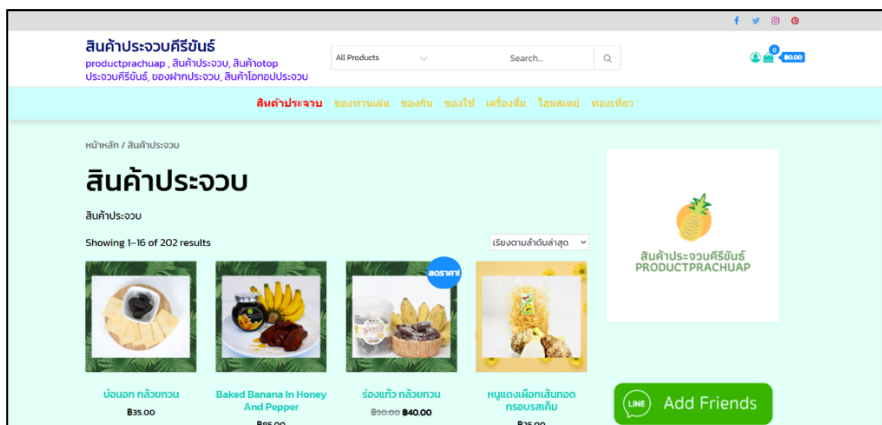 สินค้าประจวบคีรีขันธ์
productprachuap , สินค้าประจวบ, สินค้าotop
ประจวบคีรีขันธ์, ของฝากประจวบ, สินค้าโอทอปประจวบ
All Products
Search...
0
฿0.00
สินค้าประจวบ ของทานเล่น ของกิน ของใช้ เครื่องดื่ม โฮมสเตย์ ท่องเที่ยว
หน้าหลัก / สินค้าประจวบ
สินค้าประจวบ
สินค้าประจวบ
Showing 1–16 of 202 results
เรียงตามลำดับล่าสุด
สินค้าประจวบคีรีขันธ์
PRODUCTPRACHUAP
ลดราคา!
บ่อนอก กล้วยกวน
฿35.00
Baked Banana In Honey
And Pepper
฿85.00
ร่องแก้ว กล้วยกวน
฿50.00 ฿40.00
หนูแดงเผือกเส้นทอด
กรอบรสเค็ม
฿35.00
LINE
Add Friends